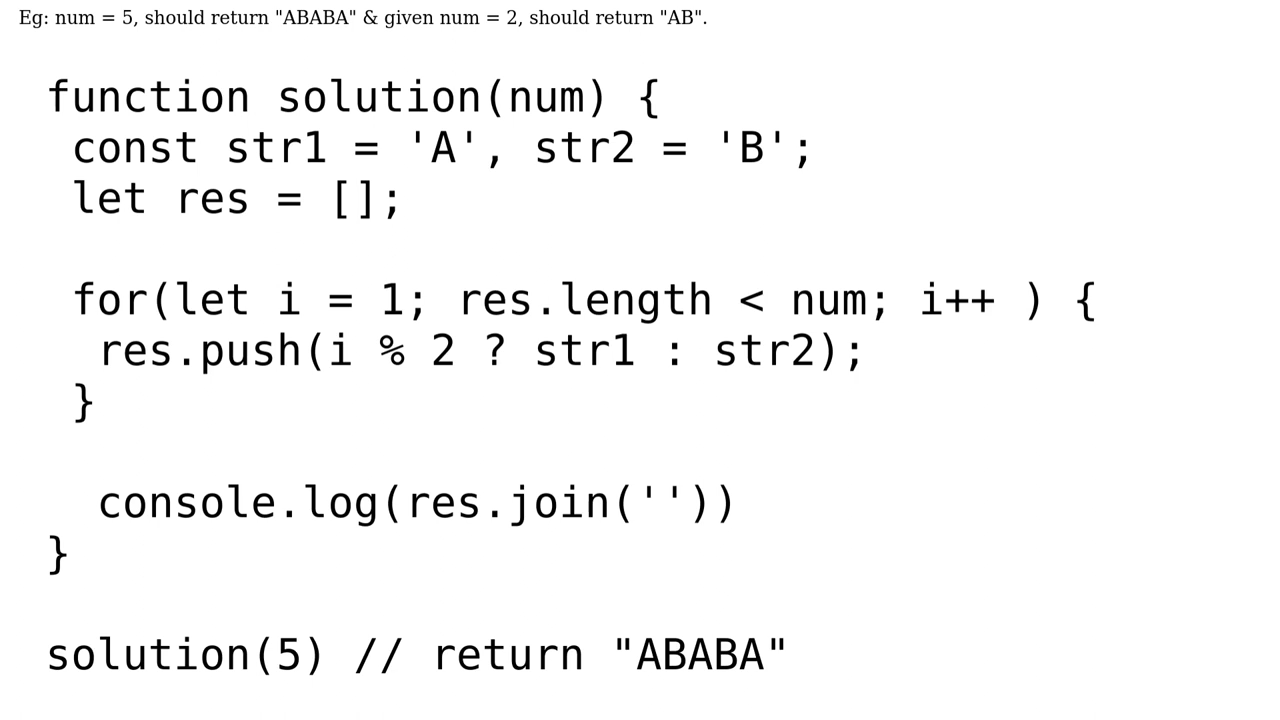 Eg: num = 5, should return "ABABA" & given num = 2, should return "AB".
function solution(num) {
const str1 = 'A', str2 = 'B';
let res = [];
for(let i = 1; res.length < num; i++ ) {
res.push(i % 2 ? str1 : str2);
}
console.log(res.join(''))
}
solution(5) // return "ABABA"